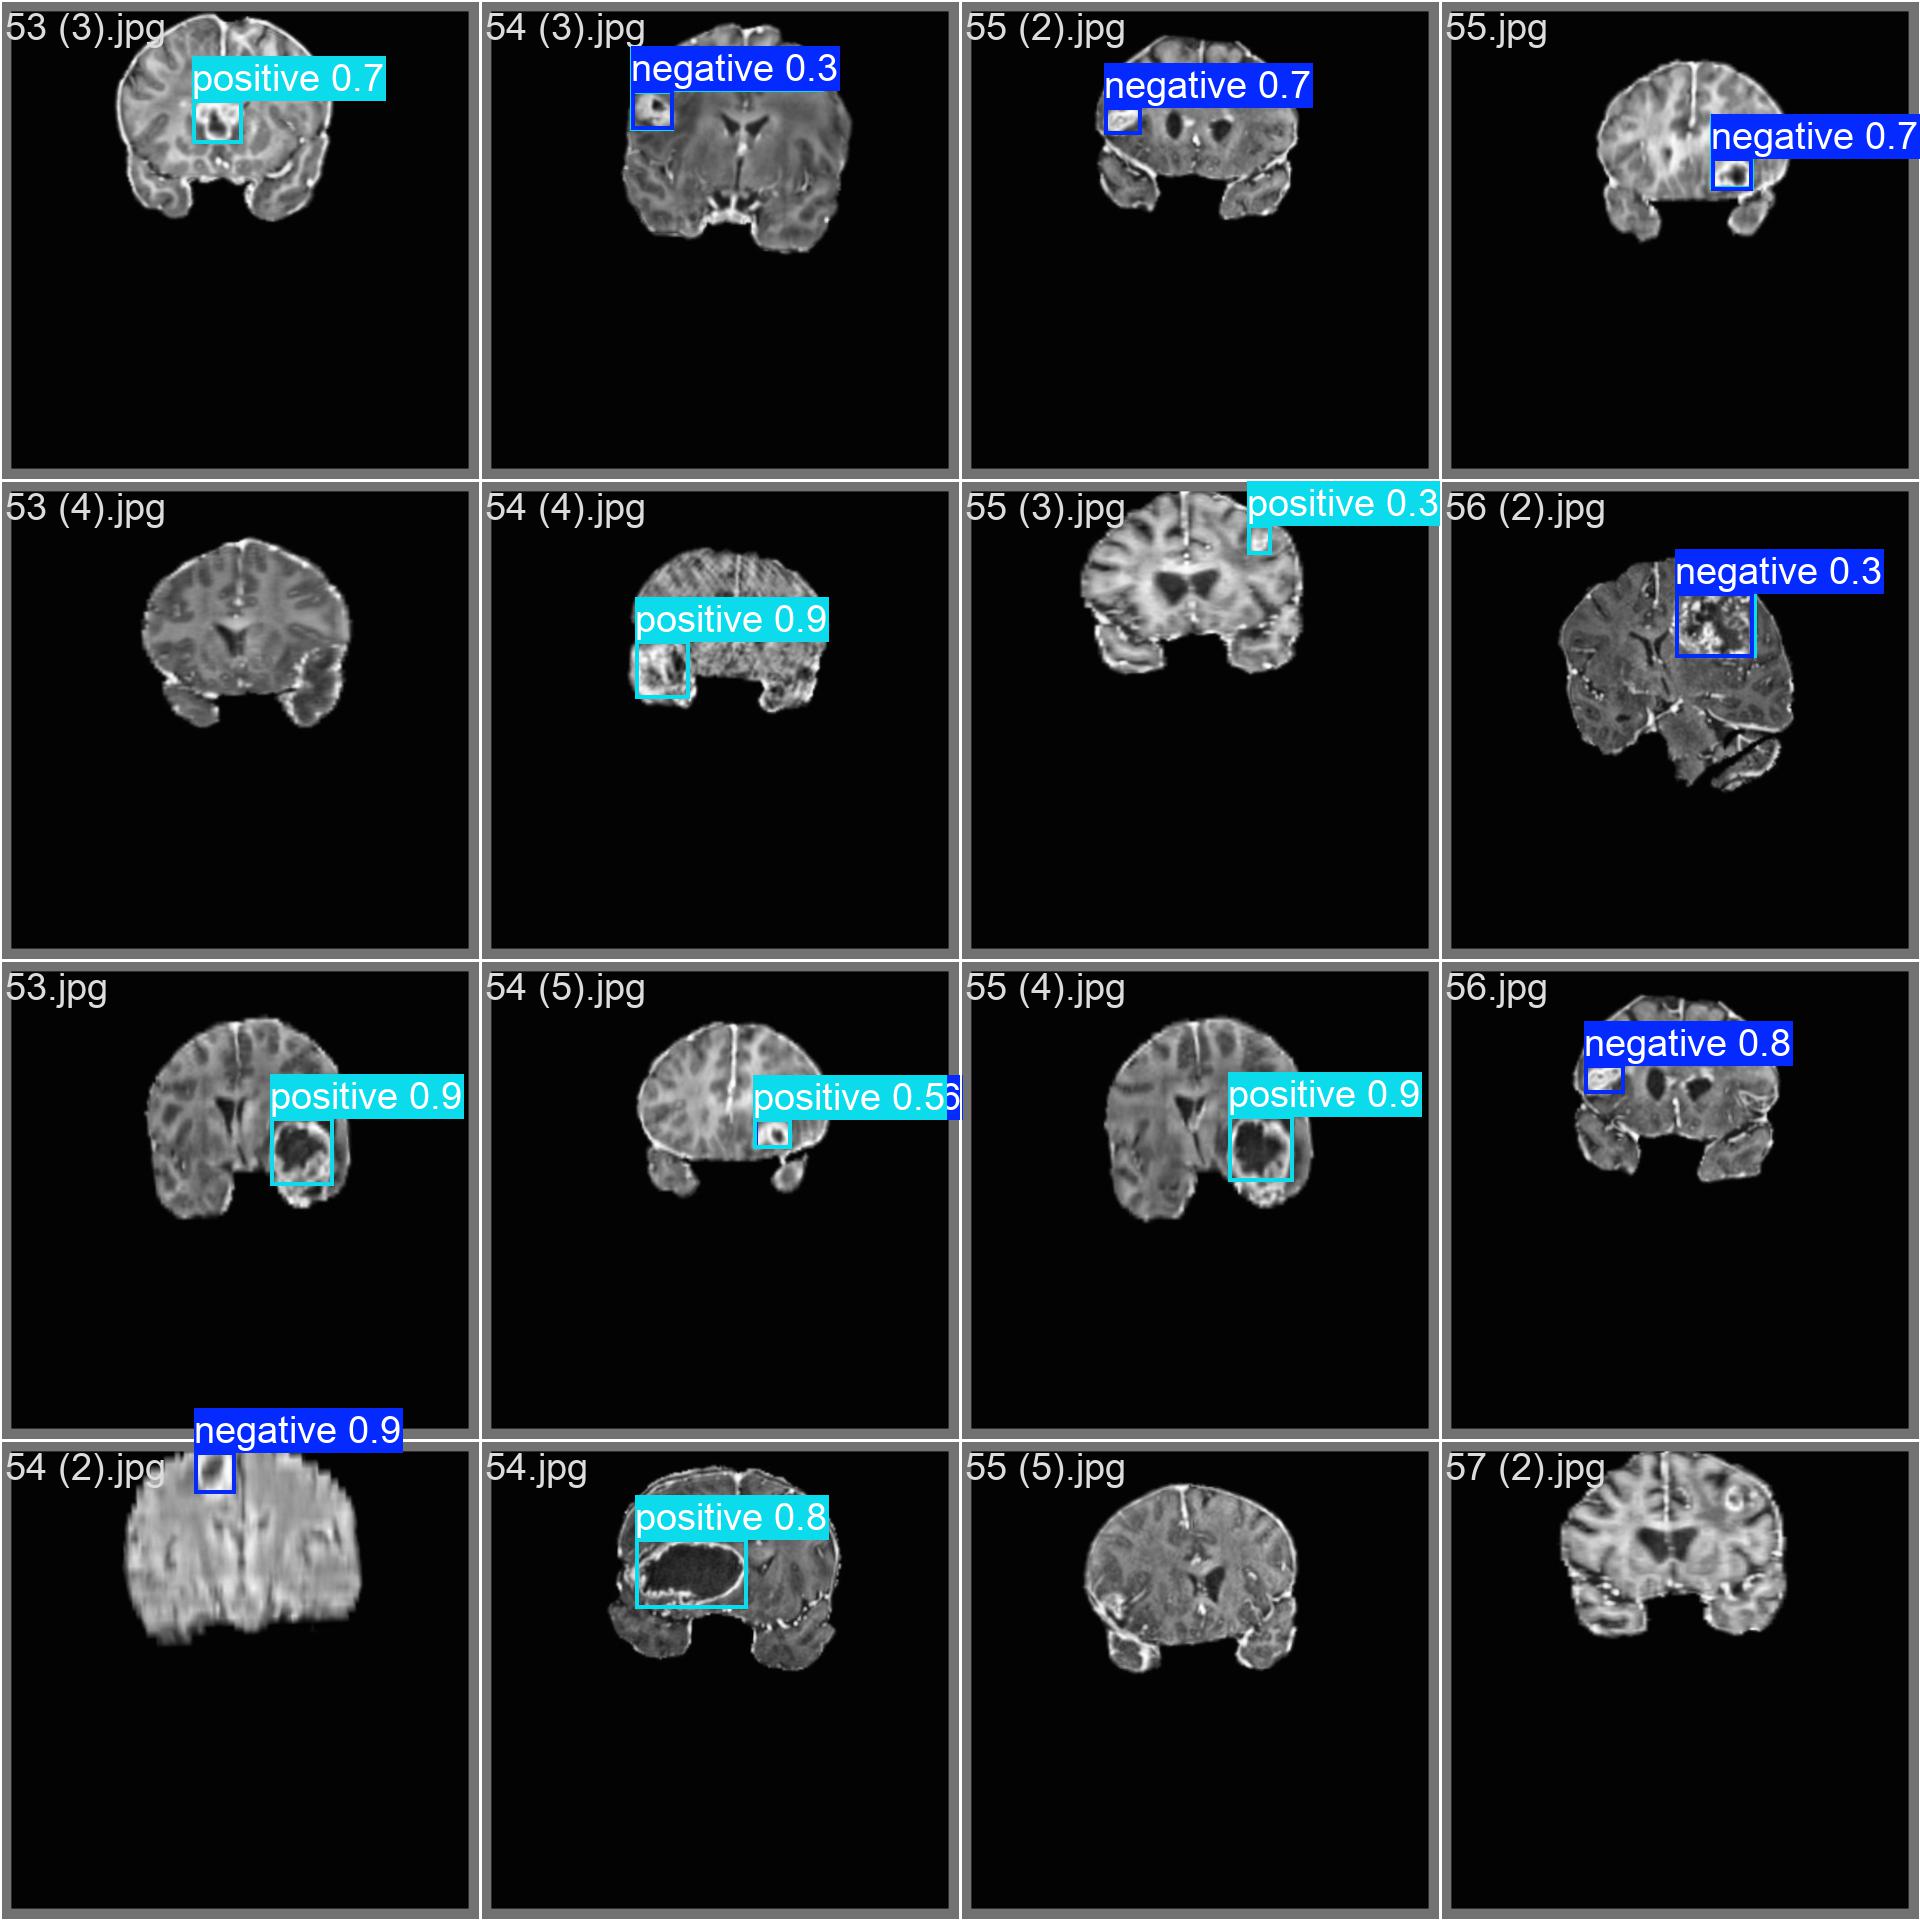 53 (3).jpg
positive 0.7
54 (3).jpg
negative 0.3
55 (2).jpg
negative 0.7
55.jpg
negative 0.7
53 (4).jpg
54 (4).jpg
positive 0.9
55 (3).jpg
positive 0.3
56 (2).jpg
negative 0.3
53.jpg
positive 0.9
54 (5).jpg
positive 0.5
6
55 (4).jpg
positive 0.9
56.jpg
negative 0.8
54 (2).jpg
negative 0.9
54.jpg
positive 0.8
55 (5).jpg
57 (2).jpg